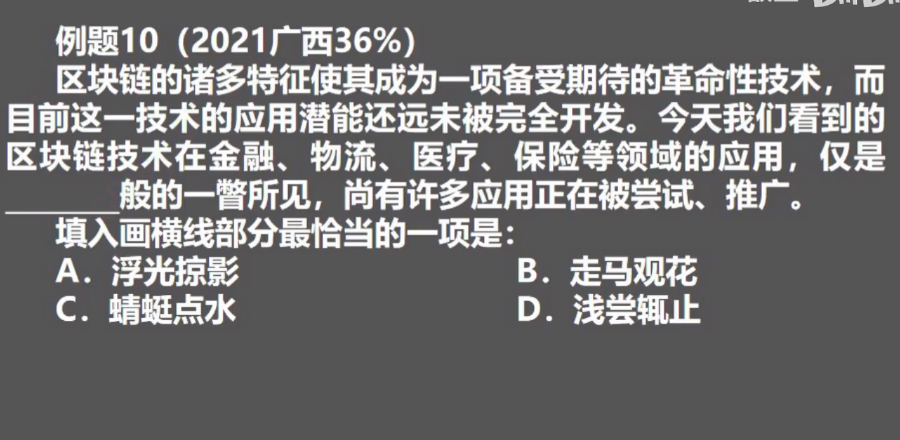 例题10（2021广西36%）
区块链的诸多特征使其成为一项备受期待的革命性技术，而
目前这一技术的应用潜能还远未被完全开发。今天我们看到的
区块链技术在金融、物流、医疗、保险等领域的应用，仅是
________般的一瞥所见，尚有许多应用正在被尝试、推广。
填入画横线部分最恰当的一项是：
A．浮光掠影 B．走马观花
C．蜻蜓点水 D．浅尝辄止